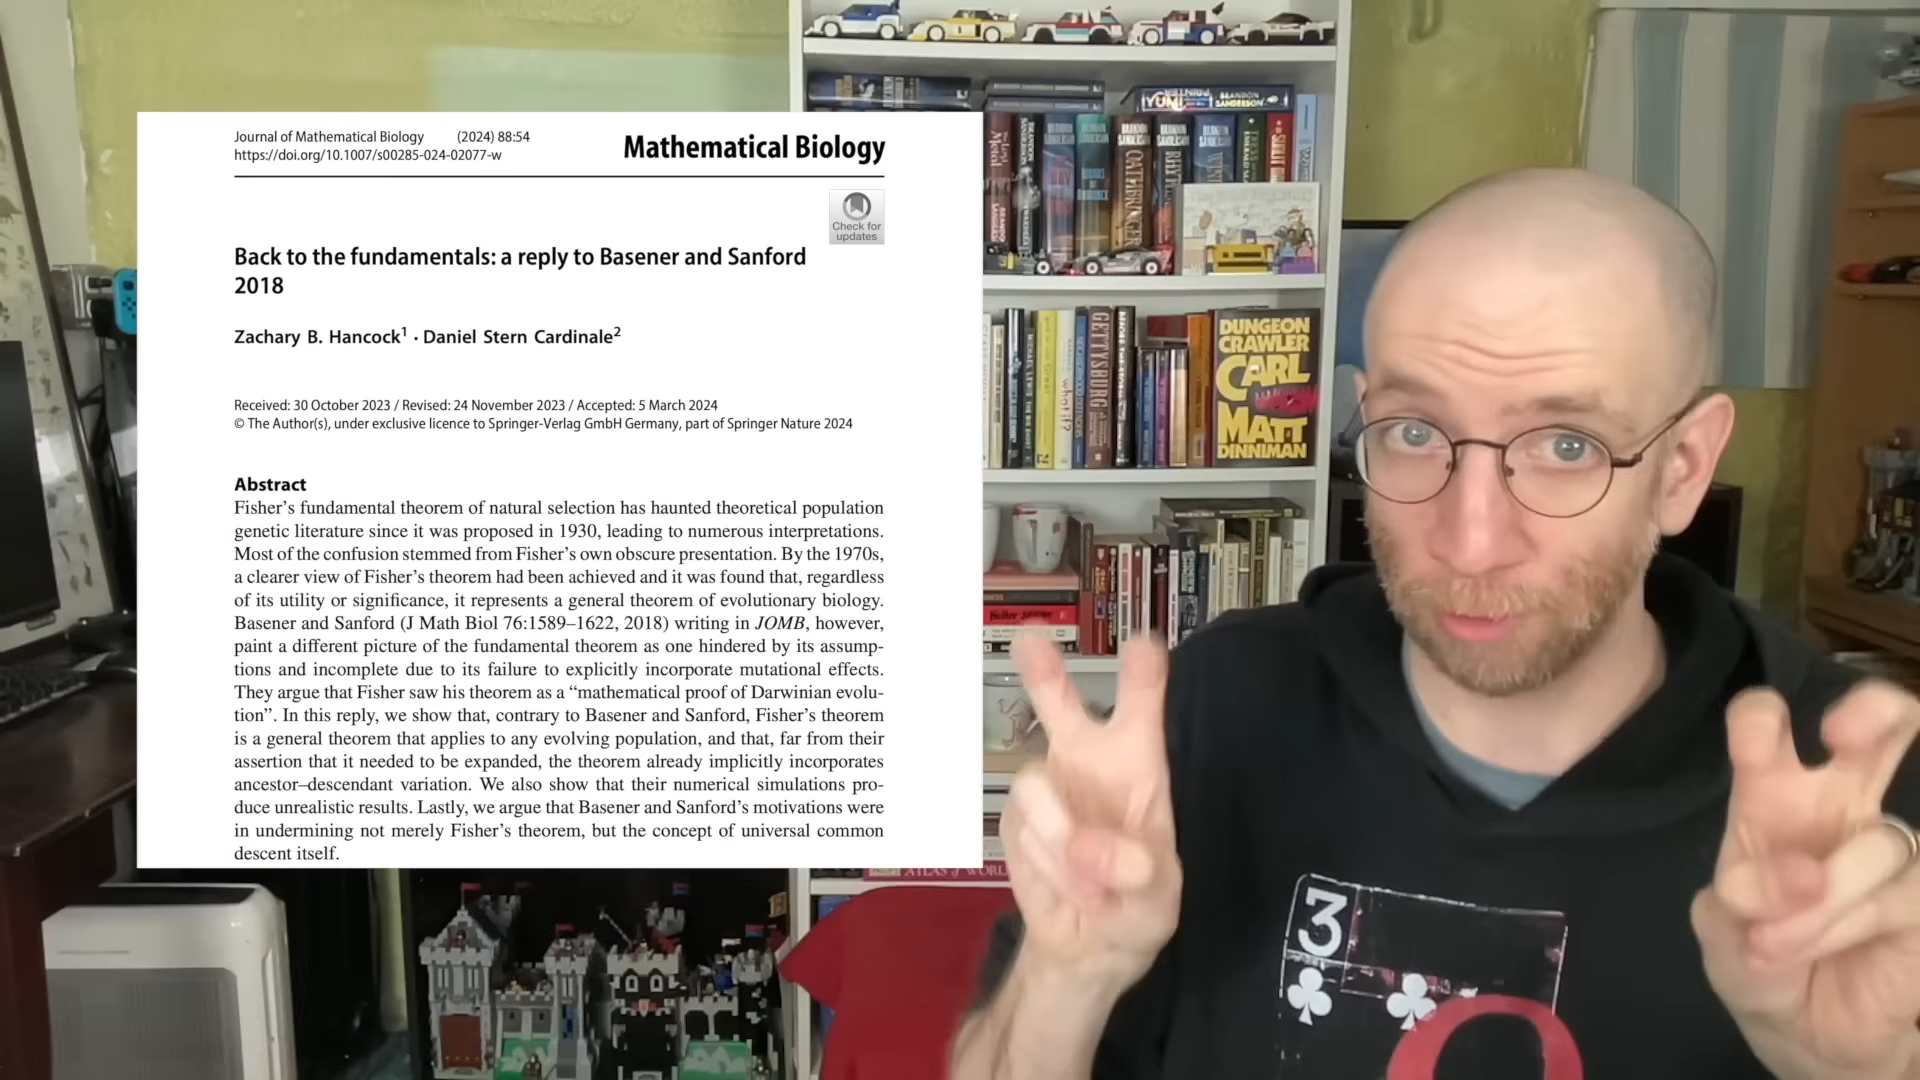 Journal of Mathematical Biology (2024) 88:54
https://doi.org/10.1007/s00285-024-02077-w
Mathematical Biology
Check for
updates
Back to the fundamentals: a reply to Basener and Sanford
2018
Zachary B. Hancock1 · Daniel Stern Cardinale2
Received: 30 October 2023 / Revised: 24 November 2023 / Accepted: 5 March 2024
© The Author(s), under exclusive licence to Springer-Verlag GmbH Germany, part of Springer Nature 2024
Abstract
Fisher's fundamental theorem of natural selection has haunted theoretical population
genetic literature since it was proposed in 1930, leading to numerous interpretations.
Most of the confusion stemmed from Fisher's own obscure presentation. By the 1970s,
a clearer view of Fisher's theorem had been achieved and it was found that, regardless
of its utility or significance, it represents a general theorem of evolutionary biology.
Basener and Sanford (J Math Biol 76:1589–1622, 2018) writing in JOMB, however,
paint a different picture of the fundamental theorem as one hindered by its assump-
tions and incomplete due to its failure to explicitly incorporate mutational effects.
They argue that Fisher saw his theorem as a “mathematical proof of Darwinian evolu-
tion”. In this reply, we show that, contrary to Basener and Sanford, Fisher's theorem
is a general theorem that applies to any evolving population, and that, far from their
assertion that it needed to be expanded, the theorem already implicitly incorporates
ancestor–descendant variation. We also show that their numerical simulations pro-
duce unrealistic results. Lastly, we argue that Basener and Sanford's motivations were
in undermining not merely Fisher's theorem, but the concept of universal common
descent itself.
YUMI
BRANDON
SANDERSON
GETTYSBURG
what if?
DUNGEON
CRAWLER
CARL
MATT
DINNIMAN
ATLAS of WORL
3